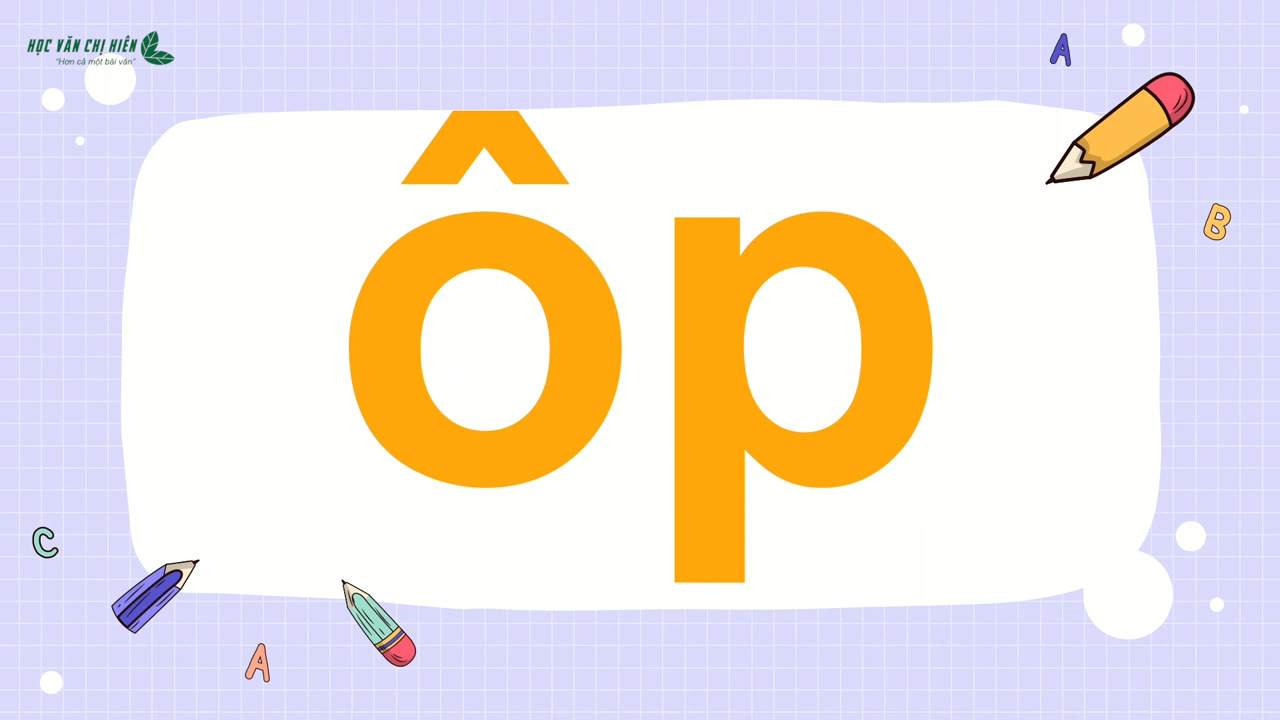 HỌC VĂN CHỊ HIÊN
"Hơn cả một bài văn"
A
B
ôp
C
A